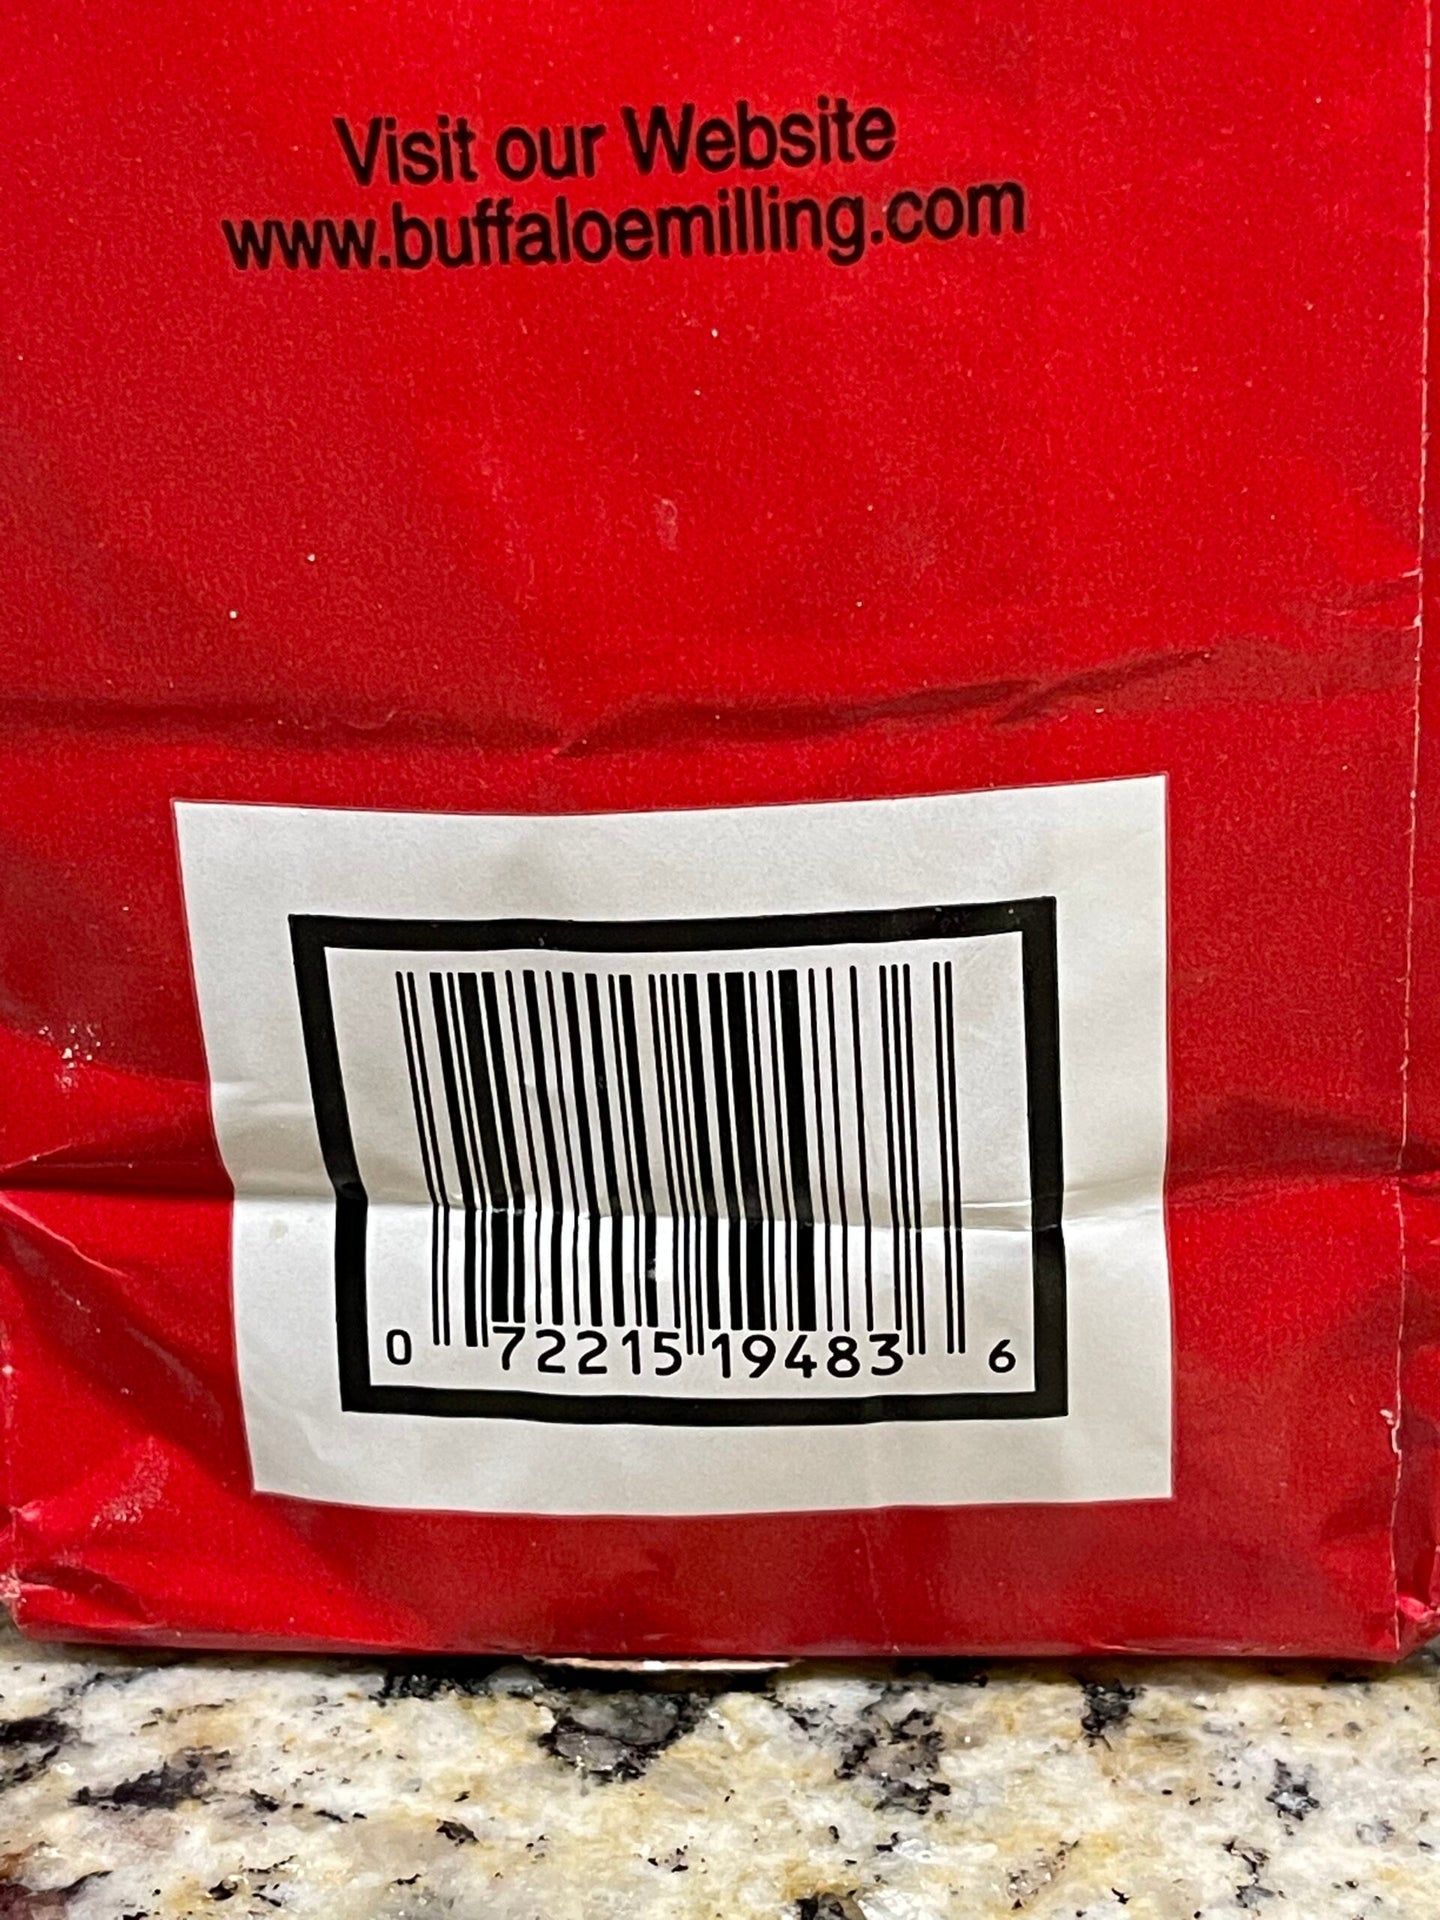 Visit our Website
www.buffaloemilling.com
0 72215 19483 6